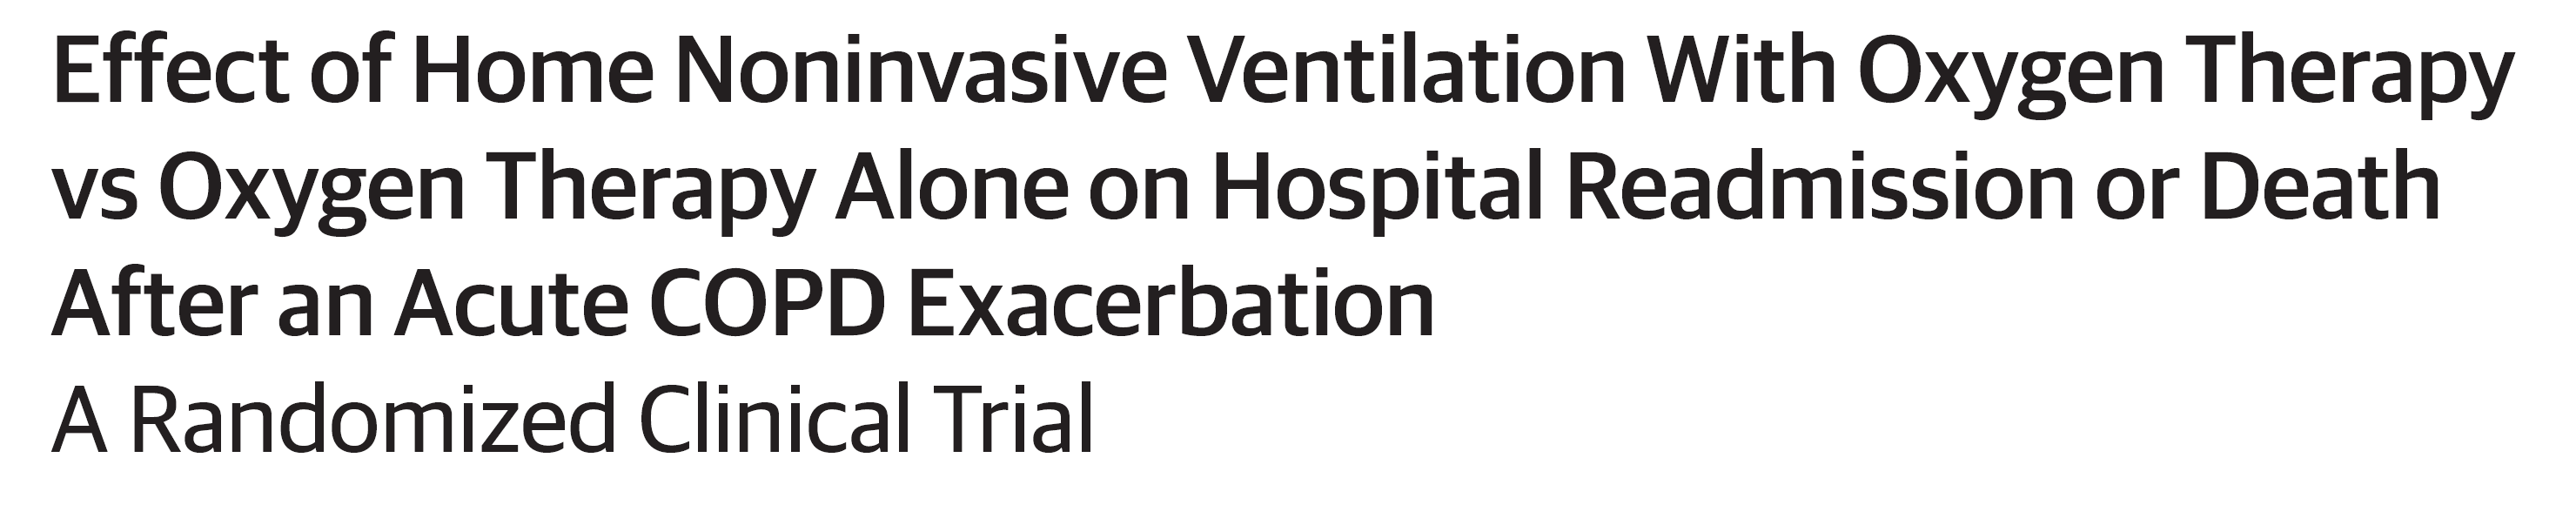 Effect of Home Noninvasive Ventilation With Oxygen Therapy
vs Oxygen Therapy Alone on Hospital Readmission or Death
After an Acute COPD Exacerbation
A Randomized Clinical Trial